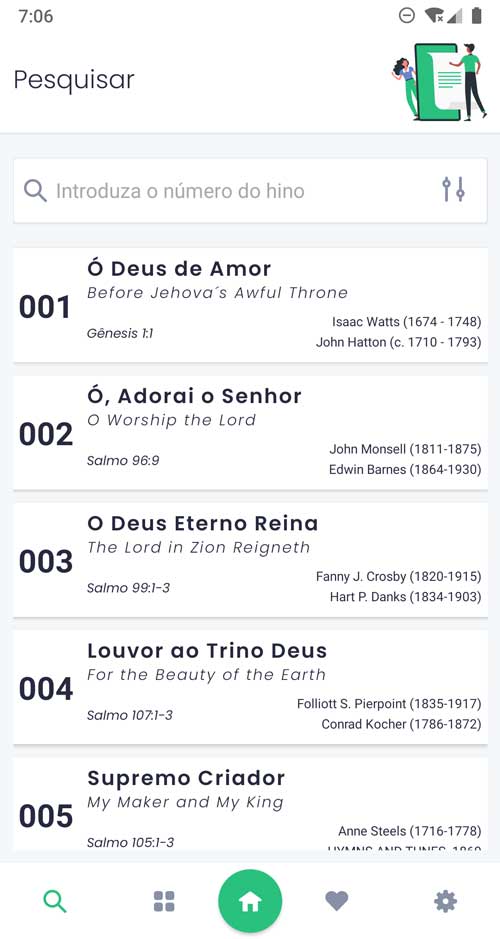 7:06
Pesquisar
Introduza o número do hino
001
Ó Deus de Amor
Before Jehova´s Awful Throne
Gênesis 1:1
Isaac Watts (1674 - 1748)
John Hatton (c. 1710 - 1793)
002
Ó, Adorai o Senhor
O Worship the Lord
Salmo 96:9
John Monsell (1811-1875)
Edwin Barnes (1864-1930)
003
O Deus Eterno Reina
The Lord in Zion Reigneth
Salmo 99:1-3
Fanny J. Crosby (1820-1915)
Hart P. Danks (1834-1903)
004
Louvor ao Trino Deus
For the Beauty of the Earth
Salmo 107:1-3
Folliott S. Pierpoint (1835-1917)
Conrad Kocher (1786-1872)
005
Supremo Criador
My Maker and My King
Salmo 105:1-3
Anne Steels (1716-1778)
HYMNS AND TUNES, 1869